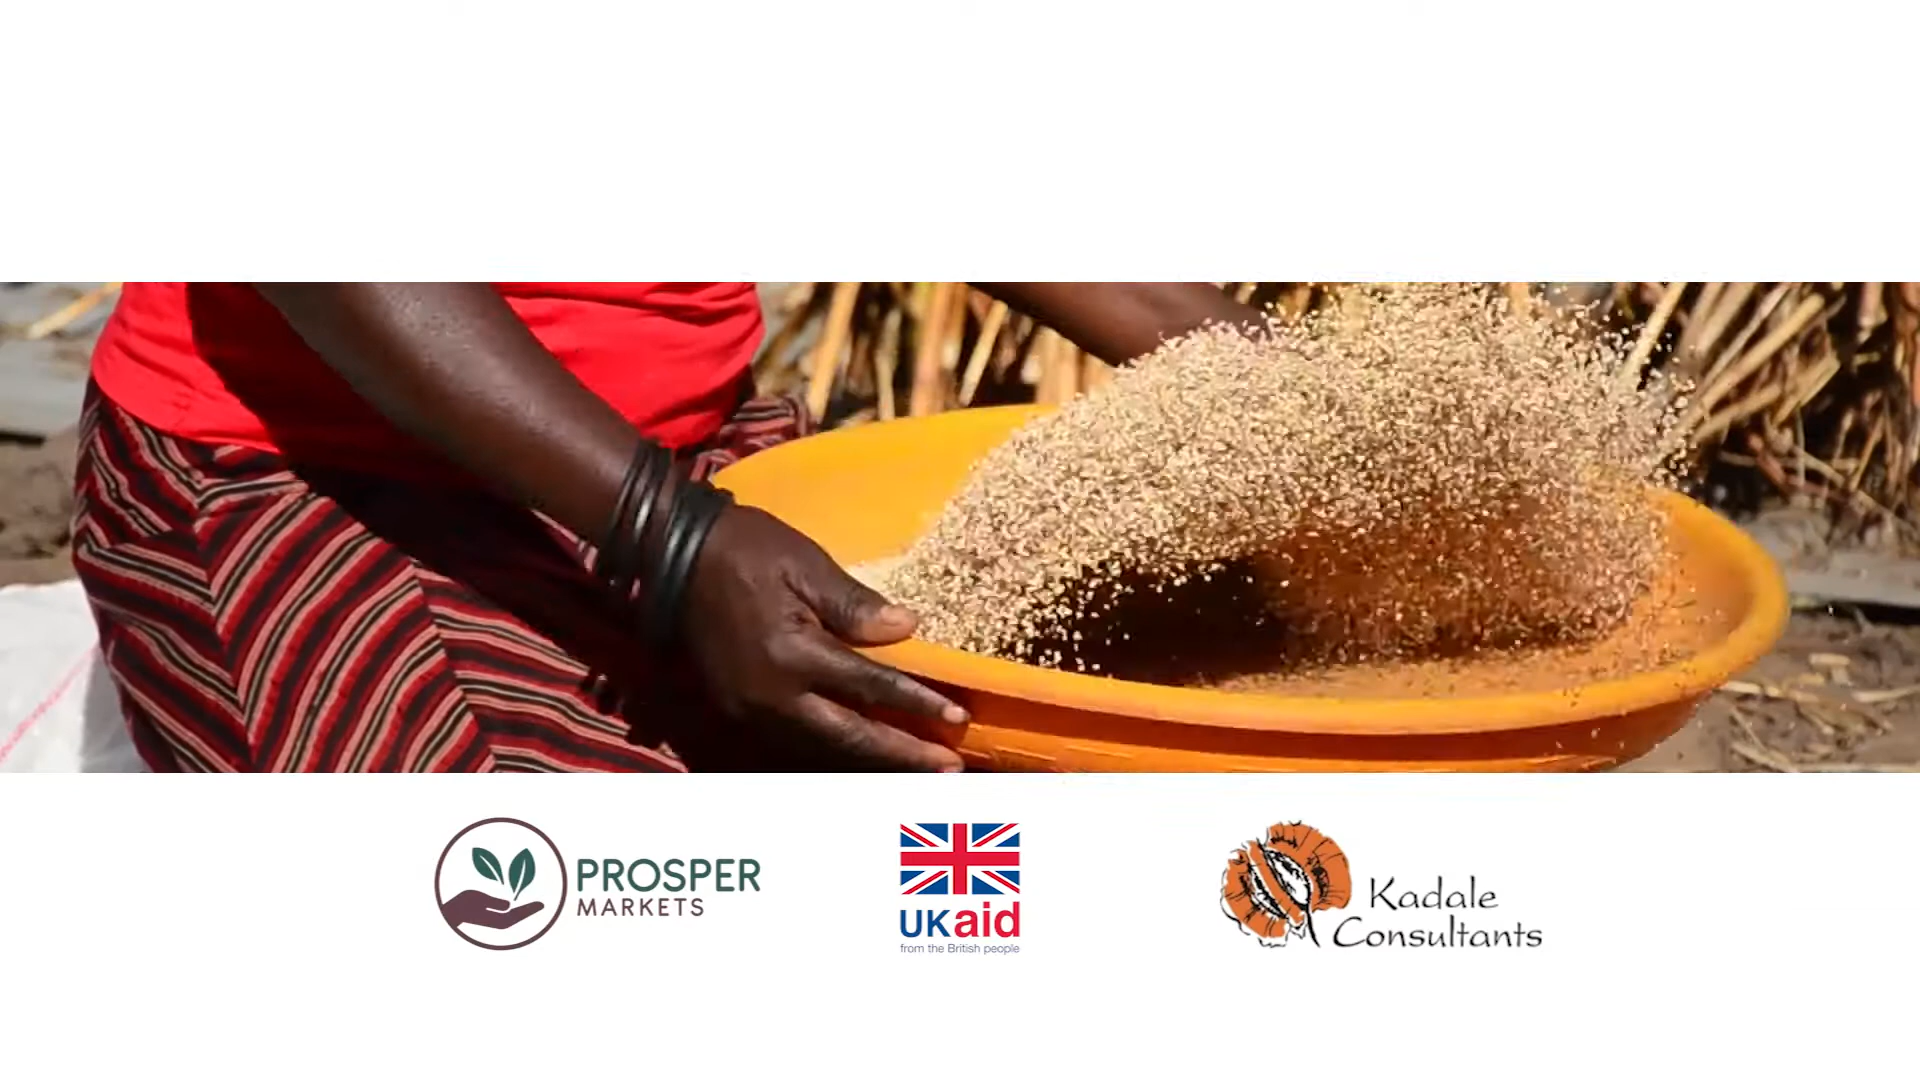 PROSPER
MARKETS
UKaid
from the British people
Kadale
Consultants